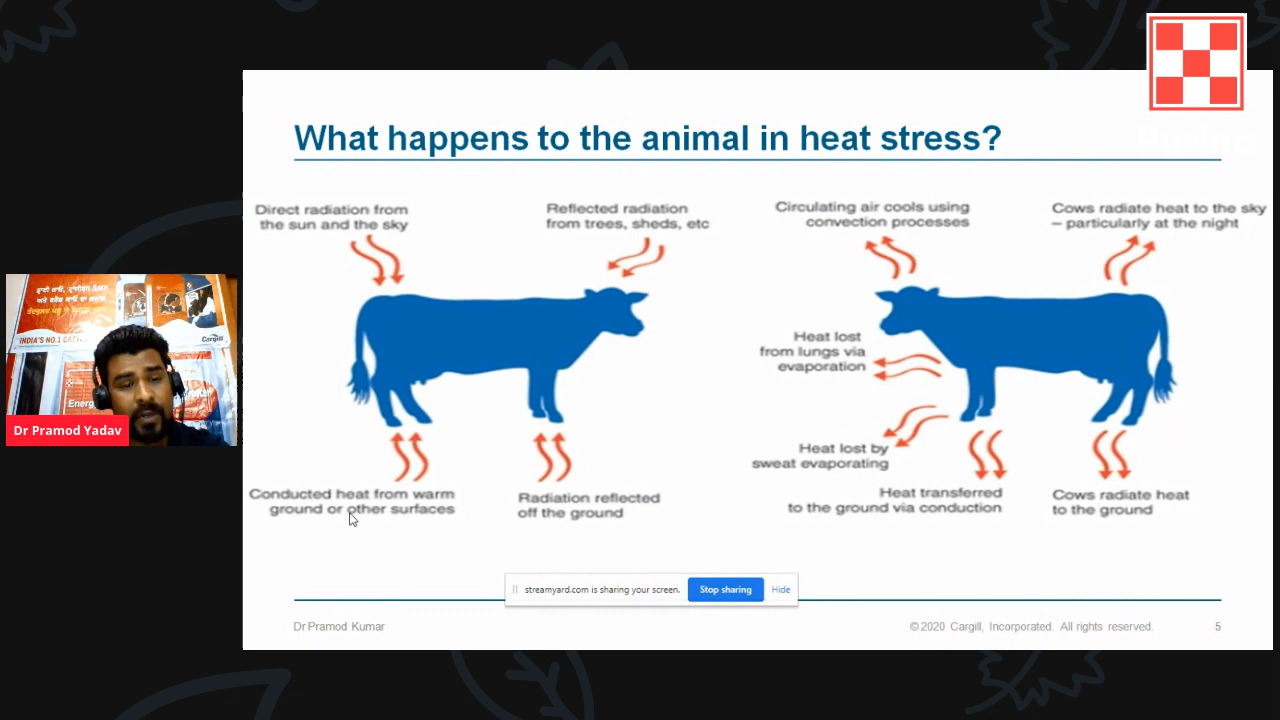 What happens to the animal in heat stress?
Direct radiation from
the sun and the sky
Reflected radiation
from trees, sheds, etc
Circulating air cools using
convection processes
Cows radiate heat to the sky
– particularly at the night
Heat lost
from lungs via
evaporation
Heat lost by
sweat evaporating
Conducted heat from warm
ground or other surfaces
Radiation reflected
off the ground
Heat transferred
to the ground via conduction
Cows radiate heat
to the ground
INDIA'S NO.1
Cargill
Dr Pramod Yadav
streamyard.com is sharing your screen.
Stop sharing
Hide
Dr Pramod Kumar
© 2020 Cargill, Incorporated. All rights reserved.
5